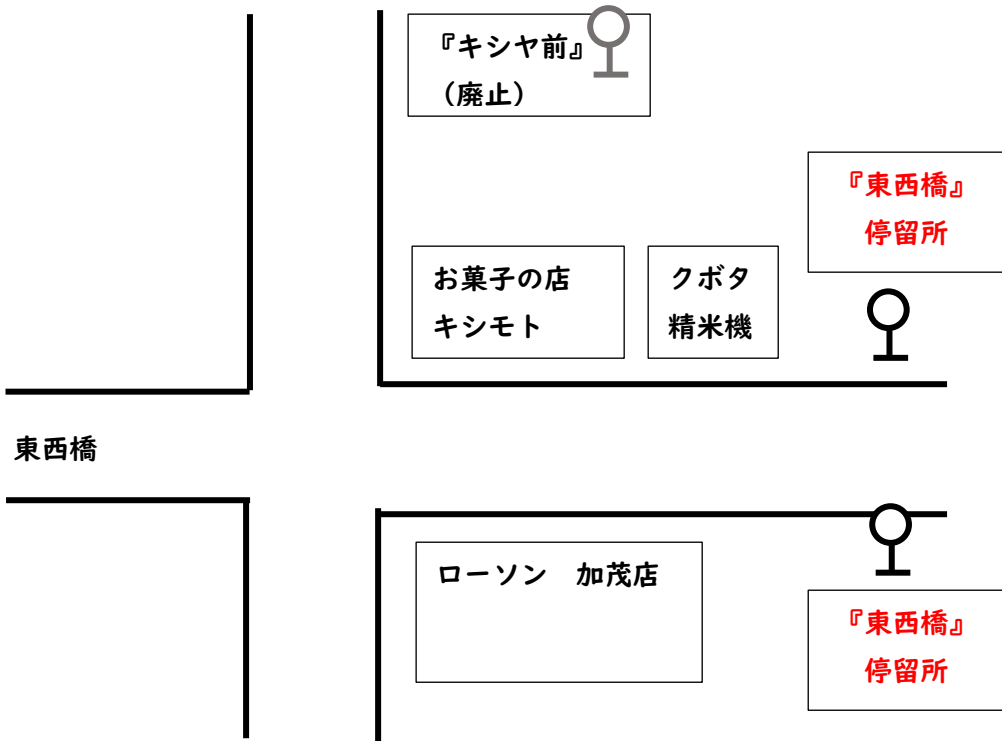 『キシヤ前』
（廃止）
『東西橋』
停留所
お菓子の店
キシモト
クボタ
精米機
東西橋
ローソン　加茂店
『東西橋』
停留所